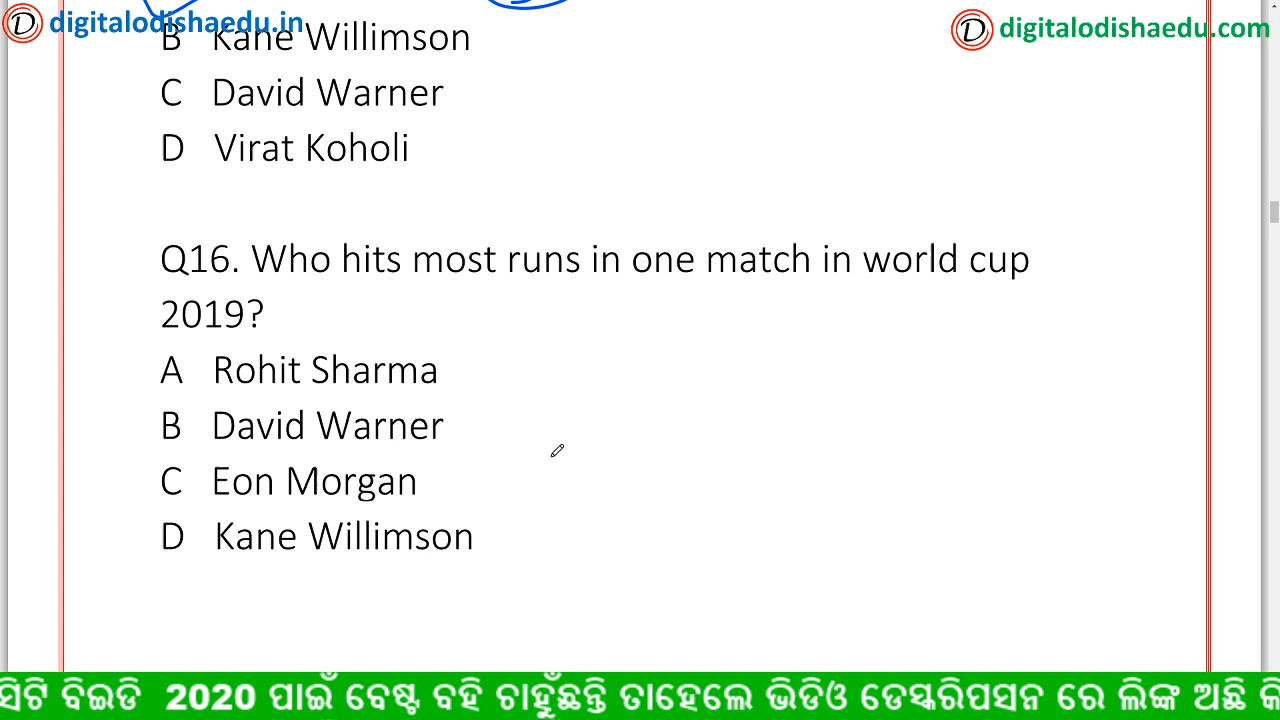 digitalodishaedu.in
digitalodishaedu.com
B Kane Willimson
C David Warner
D Virat Koholi
Q16. Who hits most runs in one match in world cup
2019?
A Rohit Sharma
B David Warner
C Eon Morgan
D Kane Willimson
ସିଟି ବିଇଡି 2020 ପାଇଁ ବେଷ୍ଟ ବହି ଚାହୁଁଛନ୍ତି ତାହେଲେ ଭିଡିଓ ଡେସ୍କରିପସନ ରେ ଲିଙ୍କ ଅଛି କି